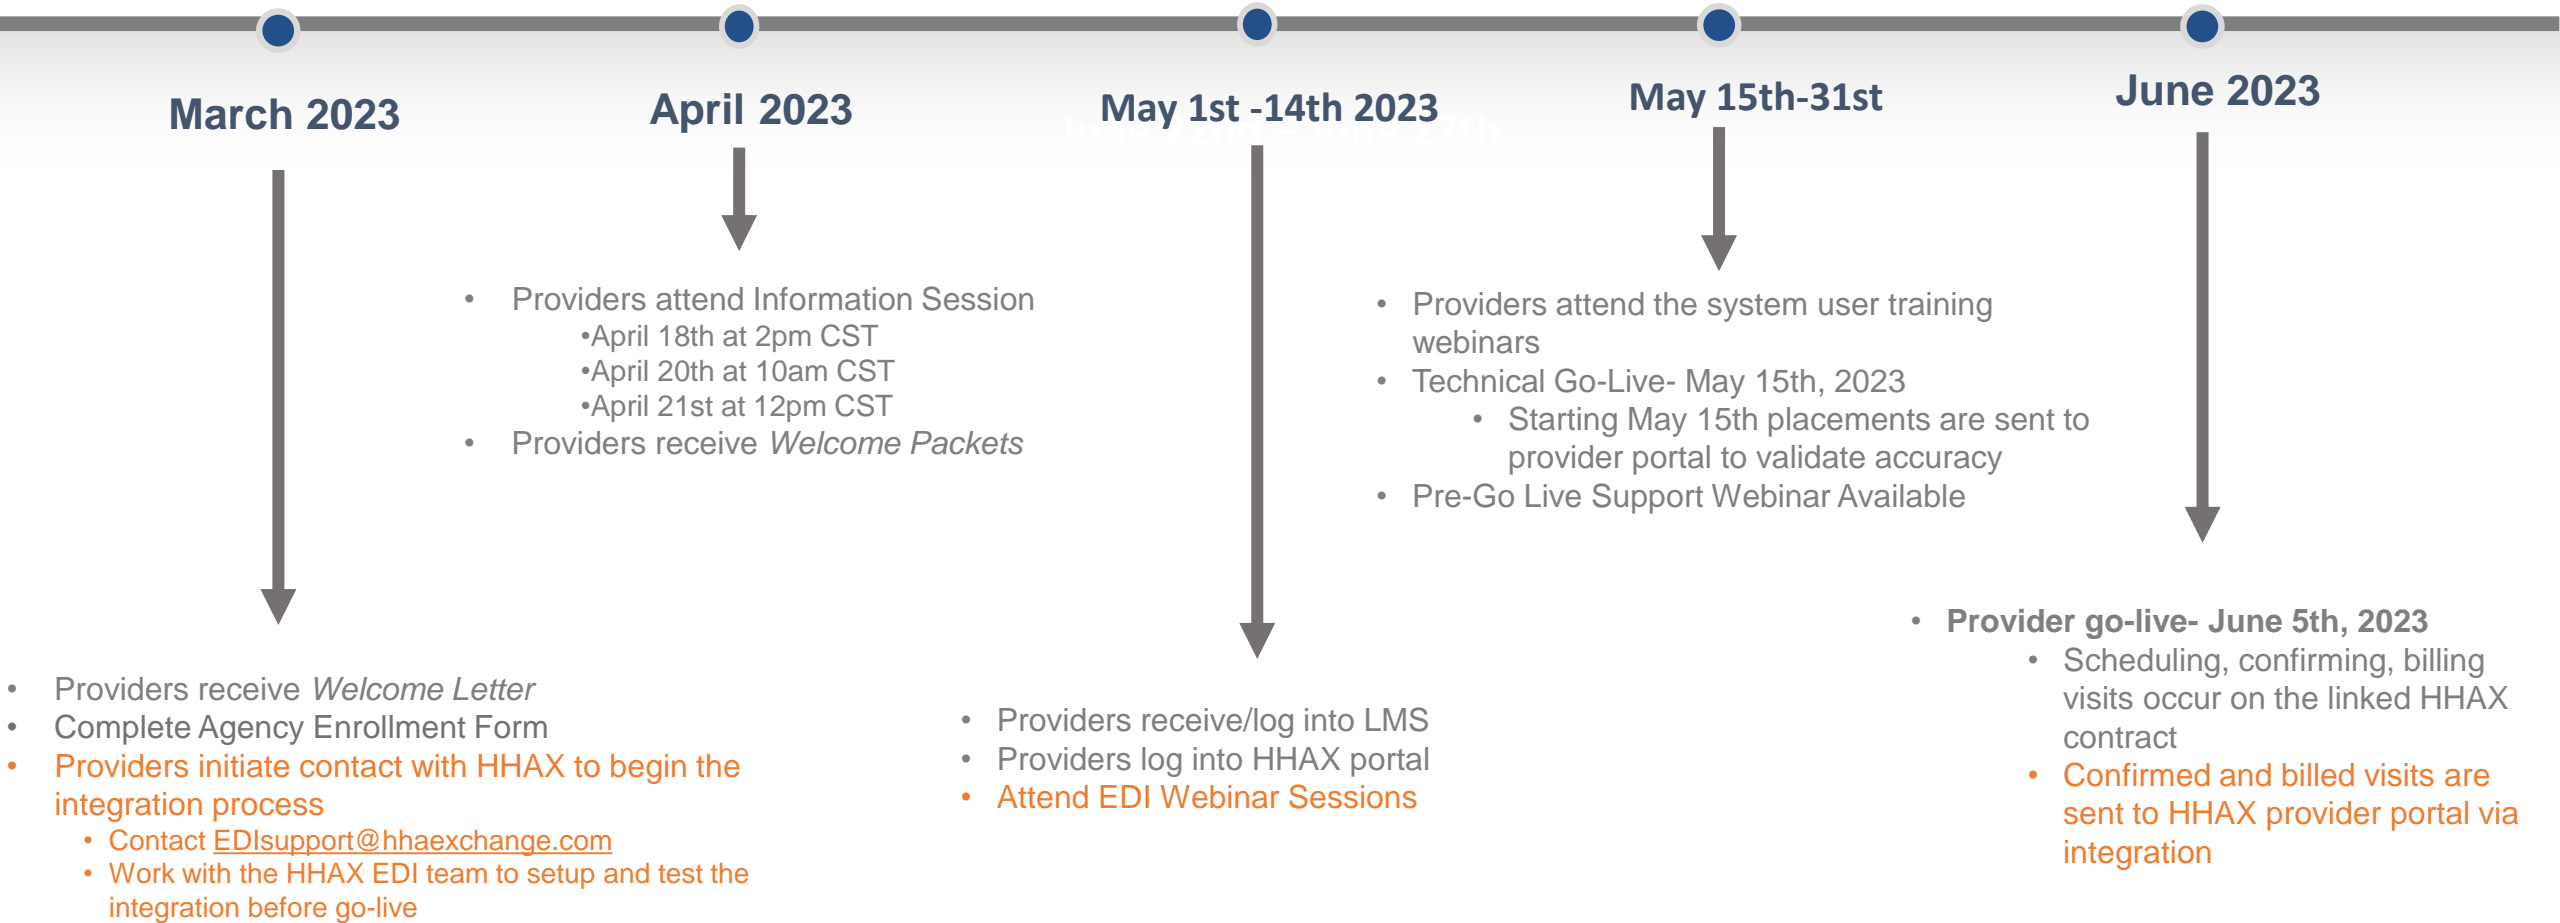 March 2023
April 2023
May 1st -14th 2023
May 15th-31st
June 2023
• Providers receive Welcome Letter
• Complete Agency Enrollment Form
• Providers initiate contact with HHAX to begin the
integration process
• Contact EDIsupport@hhaexchange.com
• Work with the HHAX EDI team to setup and test the
integration before go-live
• Providers attend Information Session
•April 18th at 2pm CST
•April 20th at 10am CST
•April 21st at 12pm CST
• Providers receive Welcome Packets
• Providers receive/log into LMS
• Providers log into HHAX portal
• Attend EDI Webinar Sessions
• Providers attend the system user training
webinars
• Technical Go-Live- May 15th, 2023
• Starting May 15th placements are sent to
provider portal to validate accuracy
• Pre-Go Live Support Webinar Available
• Provider go-live- June 5th, 2023
• Scheduling, confirming, billing
visits occur on the linked HHAX
contract
• Confirmed and billed visits are
sent to HHAX provider portal via
integration